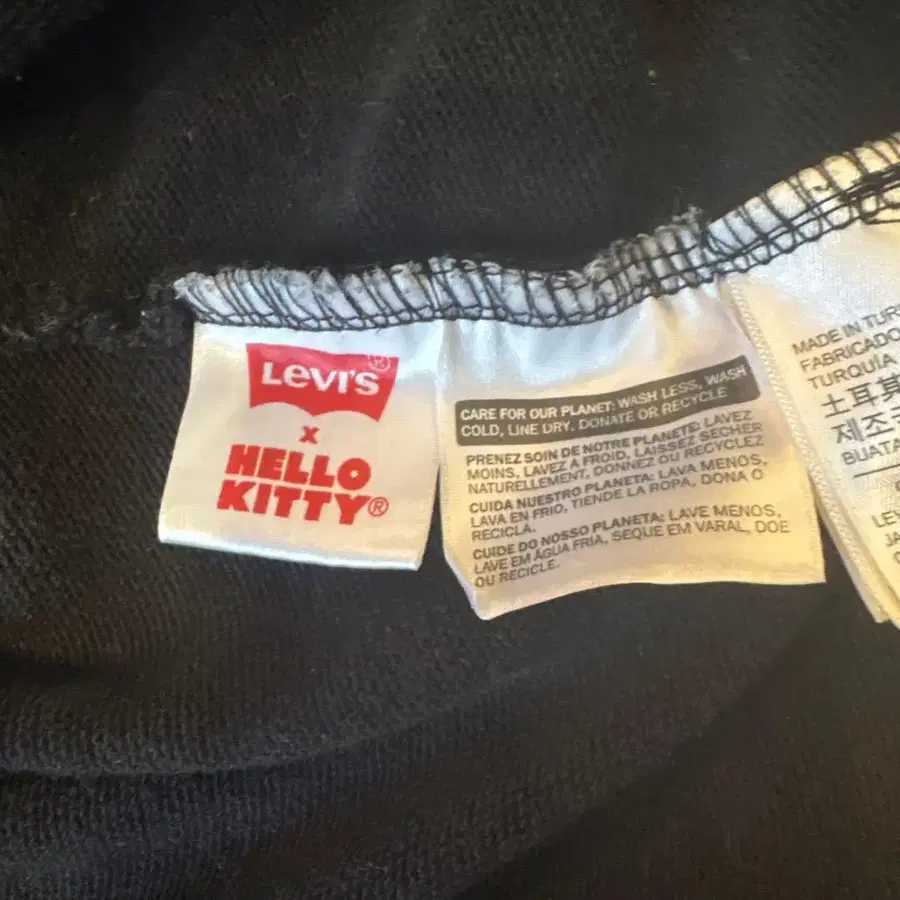 LEVI'S®
X
HELLO
KITTY®
CARE FOR OUR PLANET: WASH LESS, WASH
COLD, LINE DRY, DONATE OR RECYCLE
PRENEZ SOIN DE NOTRE PLANETE: LAVEZ
MOINS, LAVEZ A FROID, LAISSEZ SECHER
NATURELLEMENT, DONNEZ OU RECYCLEZ
CUIDA NUESTRO PLANETA: LAVA MENOS,
LAVA EN FRIO, TIENDE LA ROPA, DONA O
RECICLA.
CUIDE DO NOSSO PLANETA: LAVE MENOS,
LAVE EM ÁGUA FRIA, SEQUE EM VARAL, DOE
OU RECICLE.
MADE IN TUR
FABRICADO
TURQUÍA
土耳其
제조국
BUATA
LE